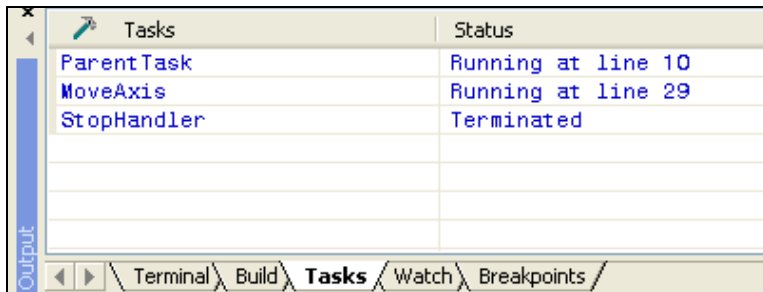 Tasks Status
ParentTask Running at line 10
MoveAxis Running at line 29
StopHandler Terminated
Output
Terminal Build Tasks Watch Breakpoints